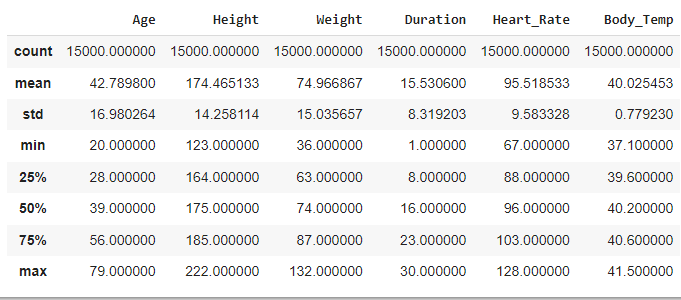 Age Height Weight Duration Heart_Rate Body_Temp
count 15000.000000 15000.000000 15000.000000 15000.000000 15000.000000 15000.000000
mean 42.789800 174.465133 74.966867 15.530600 95.518533 40.025453
std 16.980264 14.258114 15.035657 8.319203 9.583328 0.779230
min 20.000000 123.000000 36.000000 1.000000 67.000000 37.100000
25% 28.000000 164.000000 63.000000 8.000000 88.000000 39.600000
50% 39.000000 175.000000 74.000000 16.000000 96.000000 40.200000
75% 56.000000 185.000000 87.000000 23.000000 103.000000 40.600000
max 79.000000 222.000000 132.000000 30.000000 128.000000 41.500000